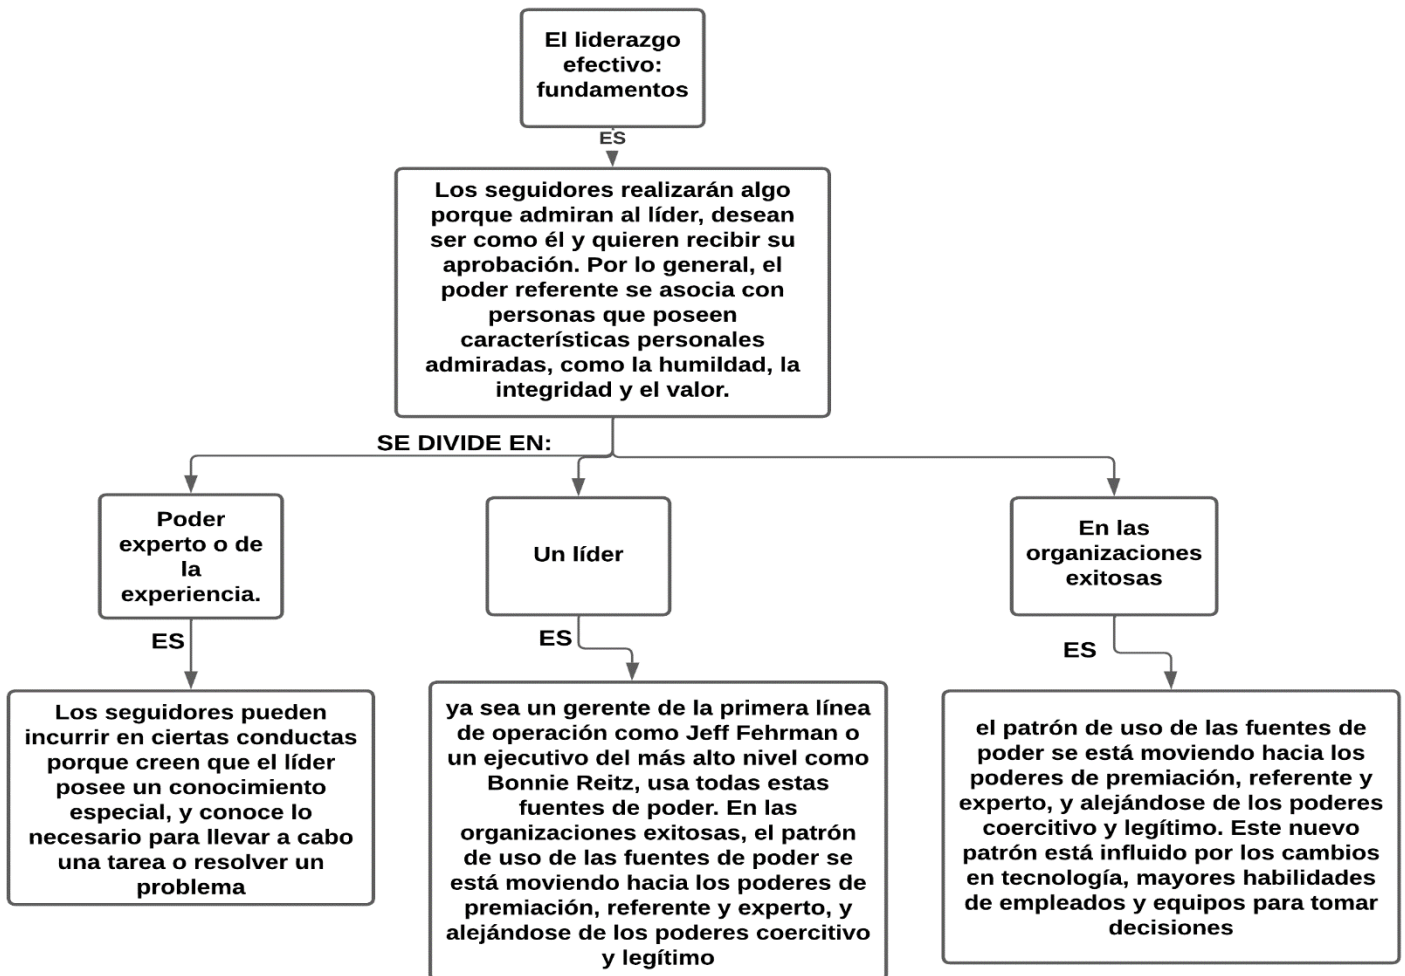 El liderazgo
efectivo:
fundamentos
ES
Los seguidores realizarán algo
porque admiran al líder, desean
ser como él y quieren recibir su
aprobación. Por lo general, el
poder referente se asocia con
personas que poseen
características personales
admiradas, como la humildad, la
integridad y el valor.
SE DIVIDE EN:
Poder
experto o de
la
experiencia.
ES
Los seguidores pueden
incurrir en ciertas conductas
porque creen que el líder
posee un conocimiento
especial, y conoce lo
necesario para llevar a cabo
una tarea o resolver un
problema
Un líder
ES
ya sea un gerente de la primera línea
de operación como Jeff Fehrman o
un ejecutivo del más alto nivel como
Bonnie Reitz, usa todas estas
fuentes de poder. En las
organizaciones exitosas, el patrón
de uso de las fuentes de poder se
está moviendo hacia los poderes de
premiación, referente y experto, y
alejándose de los poderes coercitivo
y legítimo
En las
organizaciones
exitosas
ES
el patrón de uso de las fuentes de
poder se está moviendo hacia los
poderes de premiación, referente y
experto, y alejándose de los poderes
coercitivo y legítimo. Este nuevo
patrón está influido por los cambios
en tecnología, mayores habilidades
de empleados y equipos para tomar
decisiones